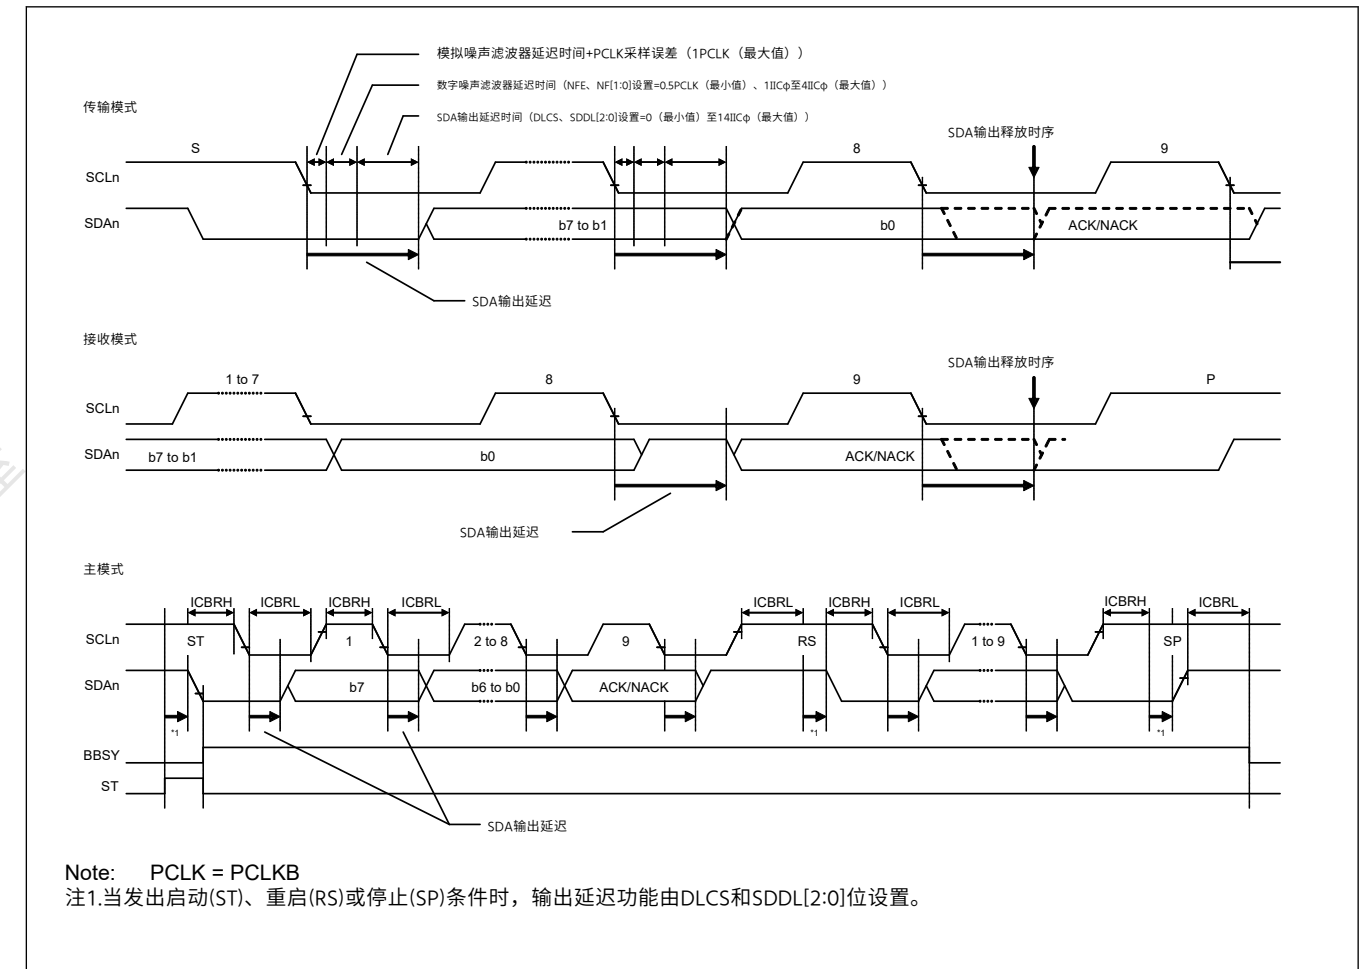 模拟噪声滤波器延迟时间+PCLK采样误差（1PCLK（最大值））
数字噪声滤波器延迟时间（NFE、NF[1:0]设置=0.5PCLK（最小值）、1IICφ至4IICφ（最大值））
传输模式
SDA输出延迟时间（DLCS、SDDL[2:0]设置=0（最小值）至14IICφ（最大值））
SDA输出释放时序
S 8 9
SCLn
SDAn b7 to b1 b0 ACK/NACK
SDA输出延迟
接收模式
SDA输出释放时序
1 to 7 8 9 P
SCLn
SDAn b7 to b1 b0 ACK/NACK
SDA输出延迟
主模式
ICBRH ICBRL ICBRH ICBRL ICBRL ICBRH ICBRL ICBRH ICBRL
SCLn ST 1 2 to 8 9 RS 1 to 9 SP
SDAn b7 b6 to b0 ACK/NACK
*1 *1 *1
BBSY
ST
SDA输出延迟
Note: PCLK = PCLKB
注1.当发出启动(ST)、重启(RS)或停止(SP)条件时，输出延迟功能由DLCS和SDDL[2:0]位设置。